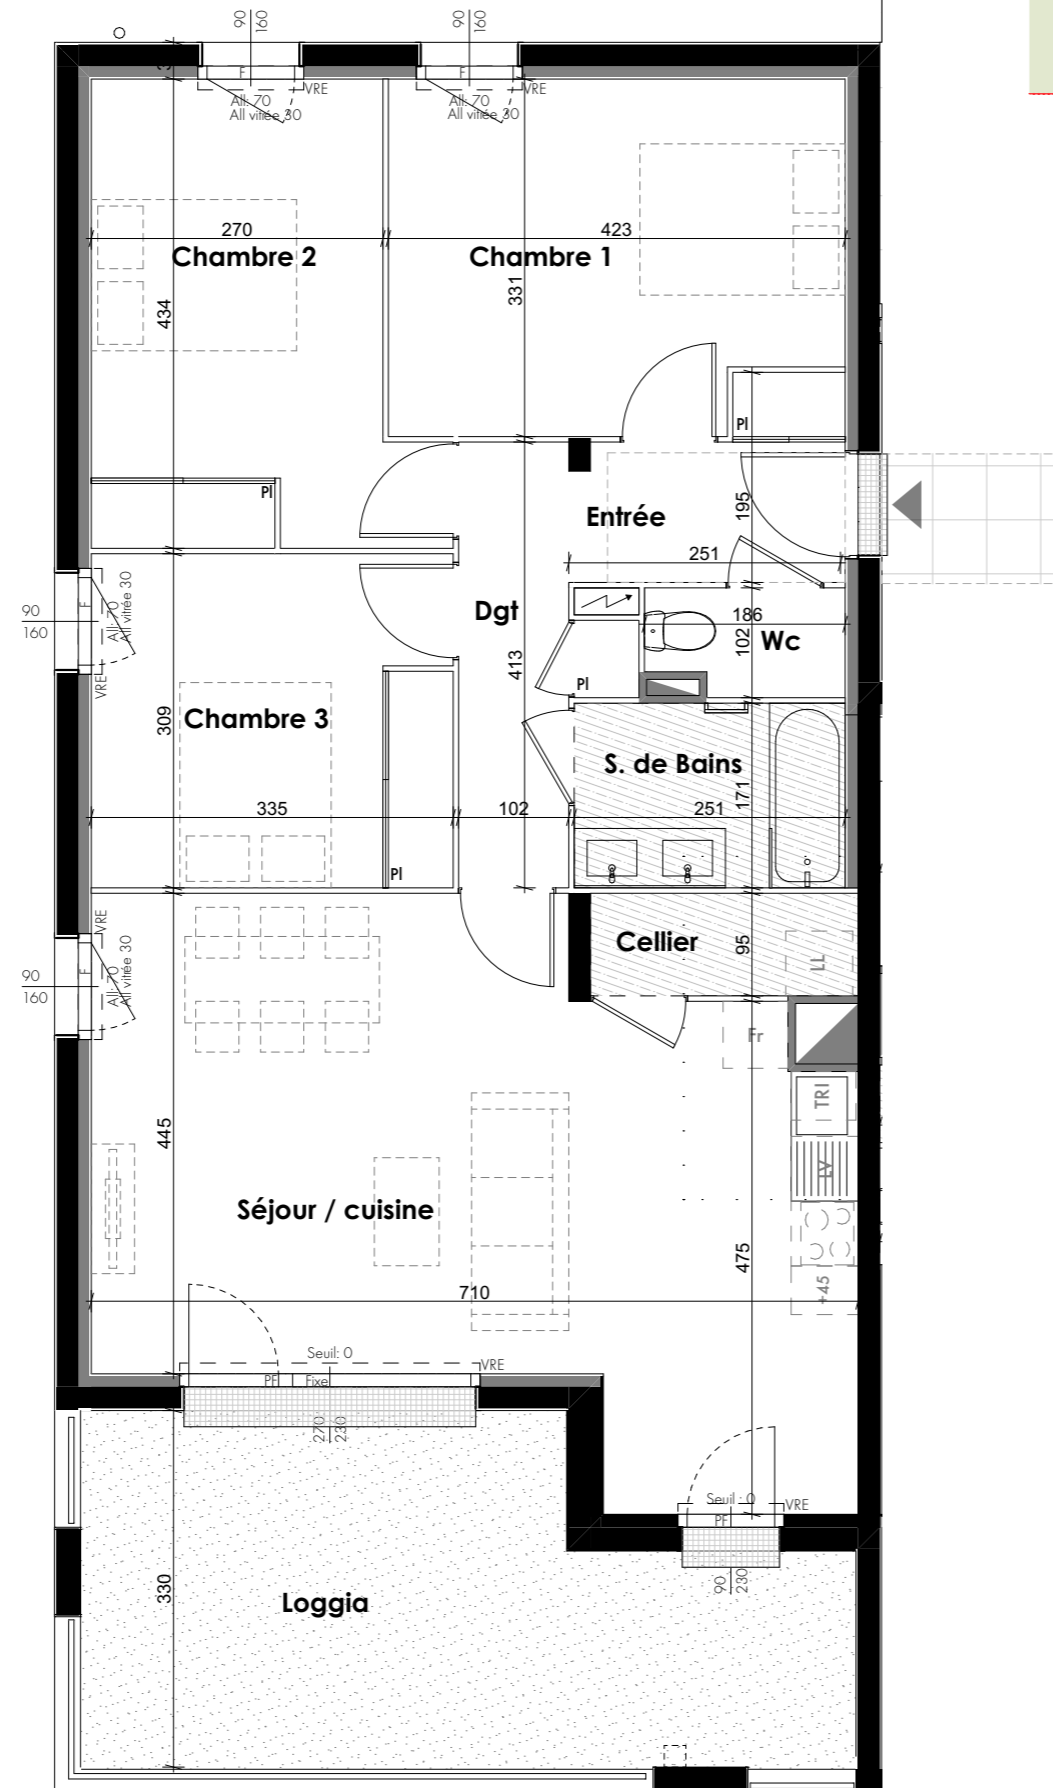 90
160
90
160
F
VRE
All: 70
All vitrée 30
F
VRE
All: 70
All vitrée 30
270
423
Chambre 2
Chambre 1
434
331
Pl
Pl
Entrée
195
251
90
160
F
All: 70
All vitrée 30
VRE
Dgt
186
102
Wc
413
Pl
309
Chambre 3
S. de Bains
171
335
102
251
Pl
VRE
90
160
F
All: 70
All vitrée 30
Cellier
95
LL
Fr
TRI
LV
445
Séjour / cuisine
475
+45
710
Seuil: 0
VRE
PF
Fixe
270
230
Seuil : 0
VRE
PF
90
230
330
Loggia